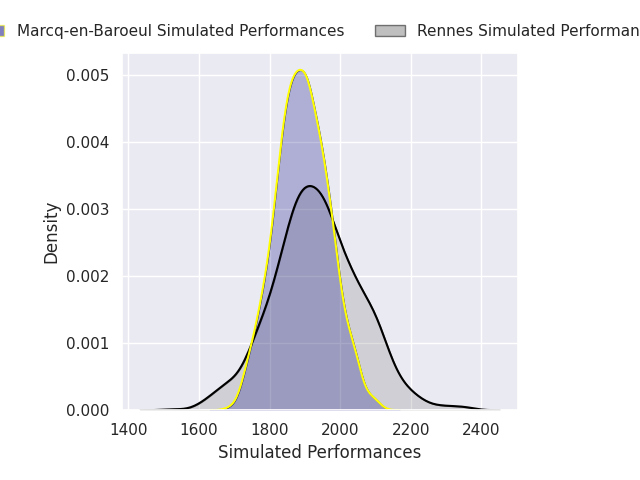 Marcq-en-Baroeul Simulated Performances Rennes Simulated Performan
0.005
0.004
0.003
0.002
0.001
0.000
Density
1400 1600 1800 2000 2200 2400
Simulated Performances